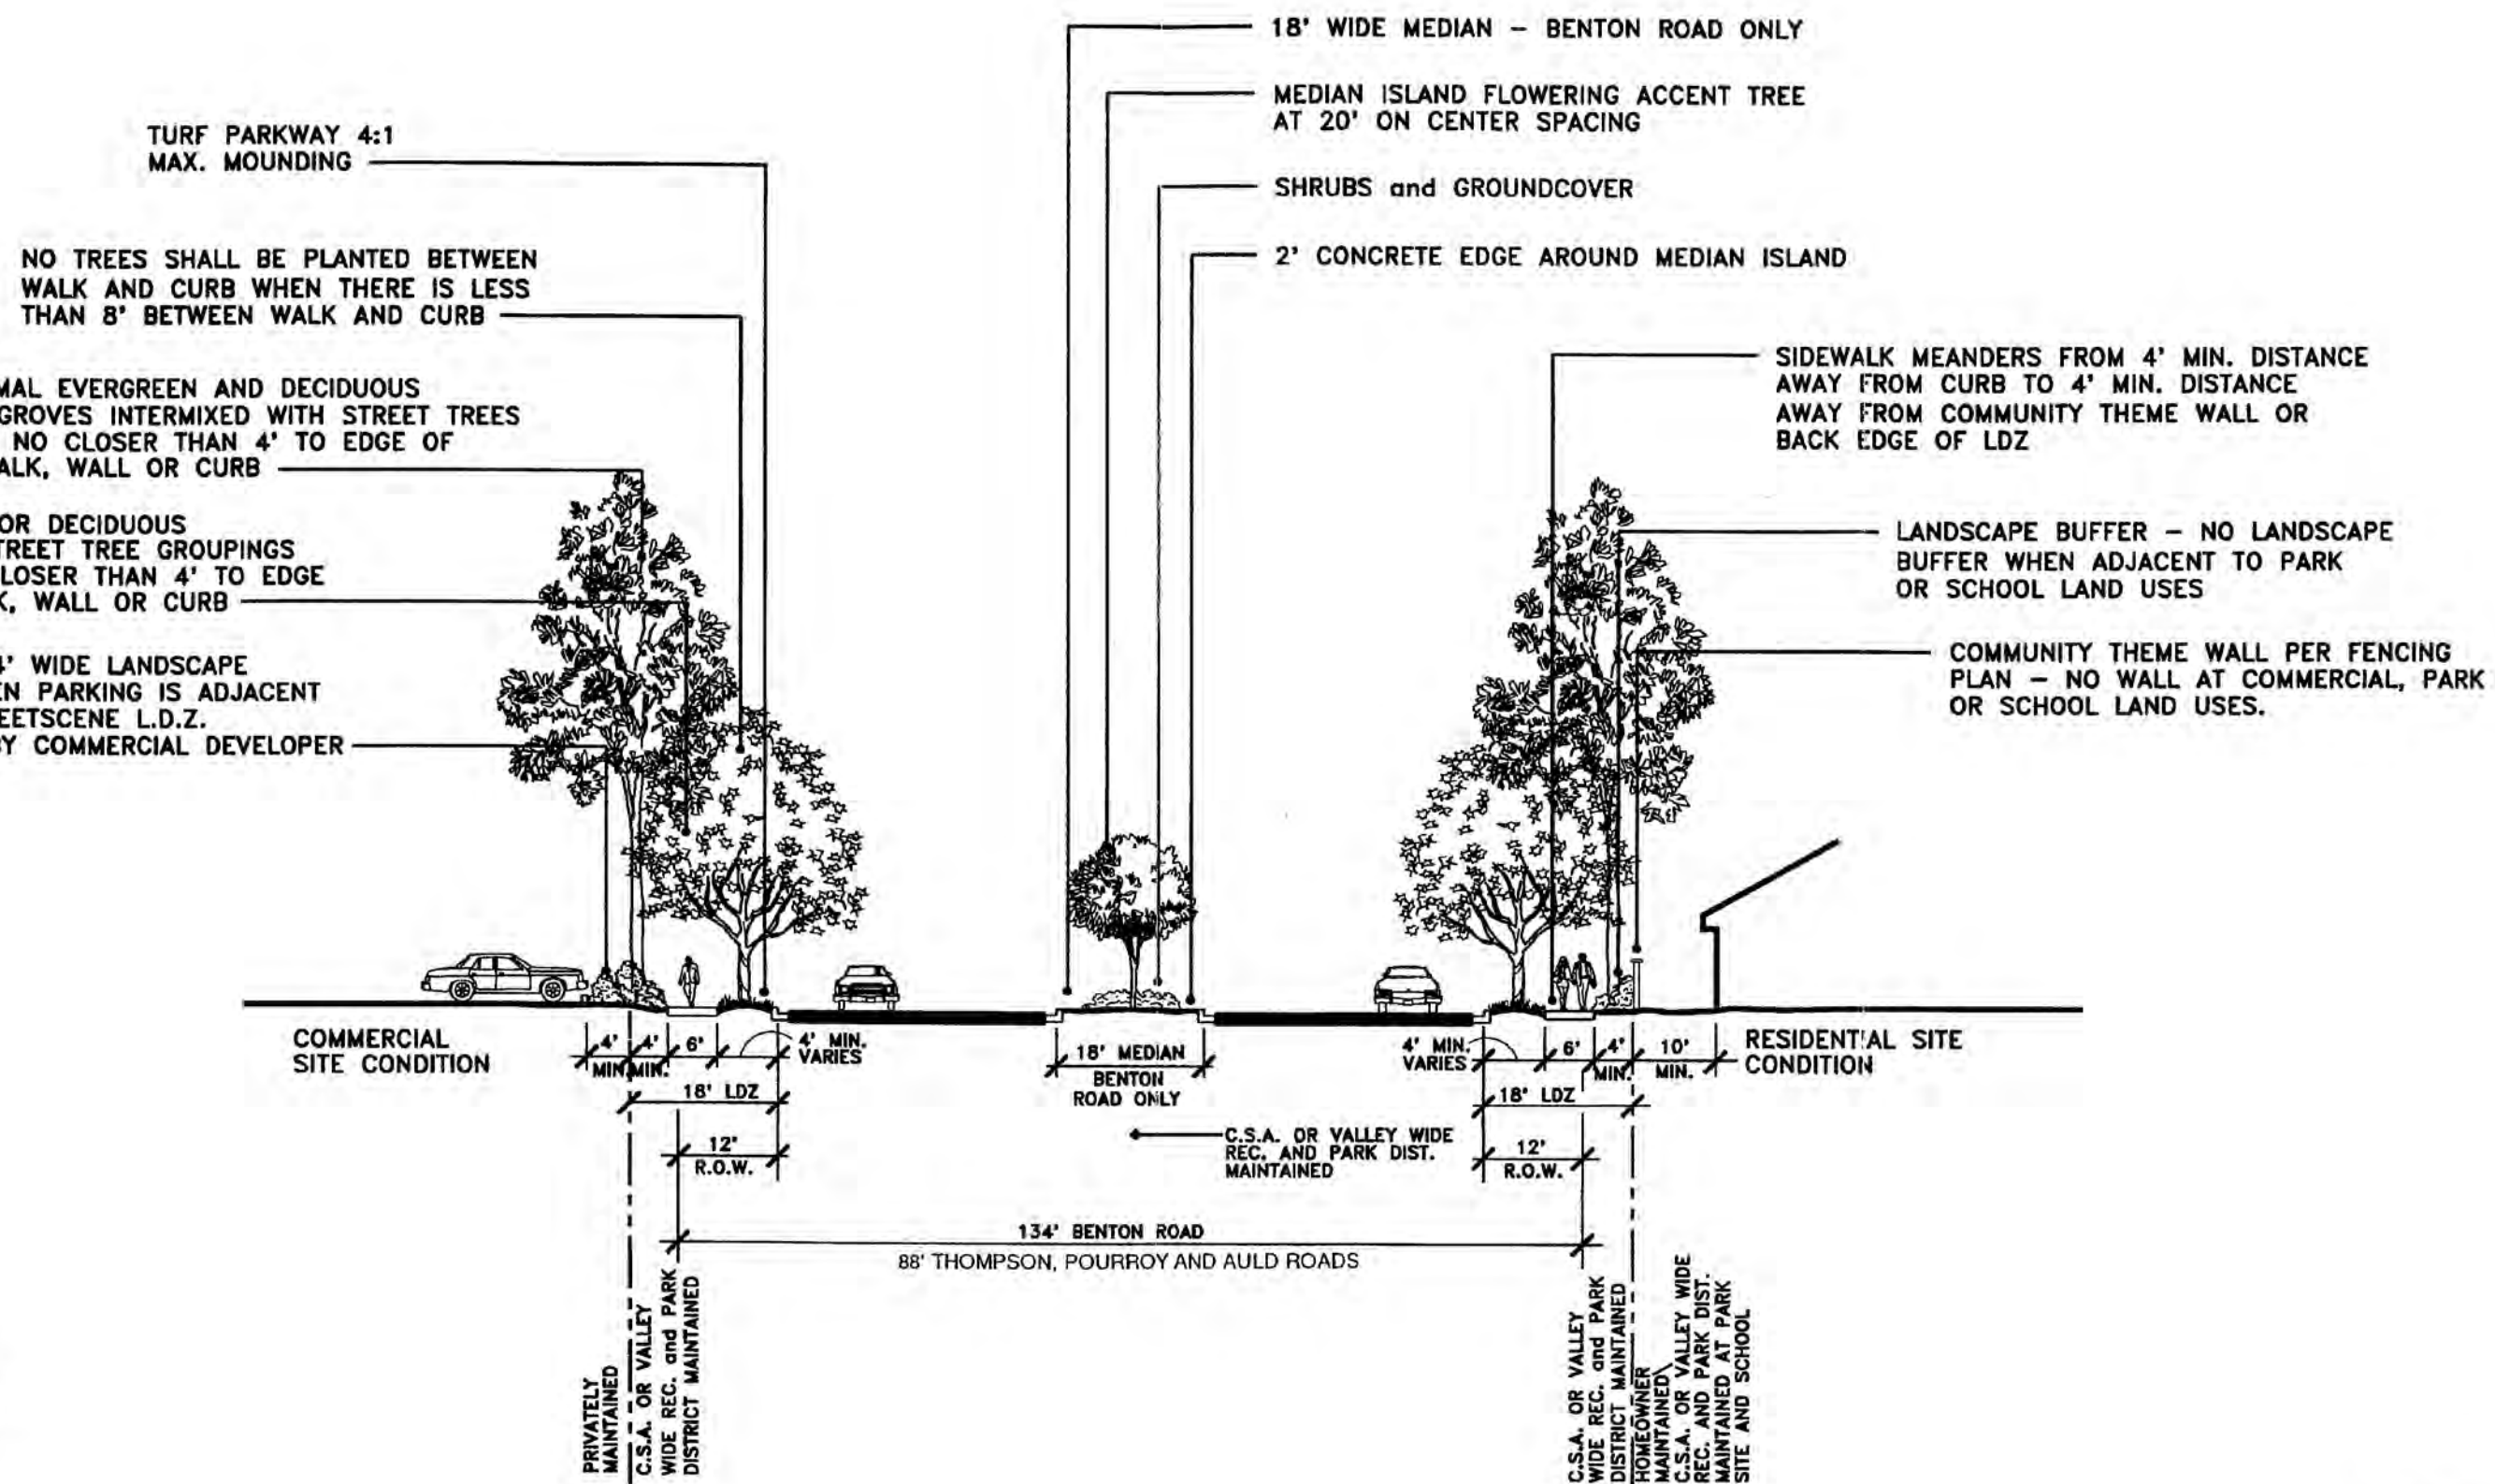 18' WIDE MEDIAN – BENTON ROAD ONLY
MEDIAN ISLAND FLOWERING ACCENT TREE
AT 20' ON CENTER SPACING
TURF PARKWAY 4:1
MAX. MOUNDING
SHRUBS and GROUNDCOVER
2' CONCRETE EDGE AROUND MEDIAN ISLAND
NO TREES SHALL BE PLANTED BETWEEN
WALK AND CURB WHEN THERE IS LESS
THAN 8' BETWEEN WALK AND CURB
SIDEWALK MEANDERS FROM 4' MIN. DISTANCE
AWAY FROM CURB TO 4' MIN. DISTANCE
AWAY FROM COMMUNITY THEME WALL OR
BACK EDGE OF LDZ
EVERGREEN AND DECIDUOUS
GROVES INTERMIXED WITH STREET TREES
NO CLOSER THAN 4' TO EDGE OF
WALL OR CURB
OR DECIDUOUS
TREE GROUPINGS
THAN 4' TO EDGE
WALL OR CURB
LANDSCAPE BUFFER – NO LANDSCAPE
BUFFER WHEN ADJACENT TO PARK
OR SCHOOL LAND USES
COMMUNITY THEME WALL PER FENCING
PLAN – NO WALL AT COMMERCIAL, PARK
OR SCHOOL LAND USES.
4' WIDE LANDSCAPE
PARKING IS ADJACENT
L.D.Z.
BY COMMERCIAL DEVELOPER
COMMERCIAL
SITE CONDITION
4'
MIN.
4'
MIN.
6'
4' MIN.
VARIES
18' MEDIAN
BENTON
ROAD ONLY
4' MIN.
VARIES
6'
4'
MIN.
10'
MIN.
RESIDENTIAL SITE
CONDITION
18' LDZ
18' LDZ
12'
R.O.W.
C.S.A. OR VALLEY WIDE
REC. AND PARK DIST.
MAINTAINED
12'
R.O.W.
134' BENTON ROAD
88' THOMPSON, POURROY AND AULD ROADS
PRIVATELY
MAINTAINED
C.S.A. OR VALLEY
WIDE REC. and PARK
DISTRICT MAINTAINED
C.S.A. OR VALLEY
WIDE REC. and PARK
DISTRICT MAINTAINED
HOMEOWNER
MAINTAINED\
C.S.A. OR VALLEY WIDE
REC. AND PARK DIST.
MAINTAINED AT PARK
SITE AND SCHOOL